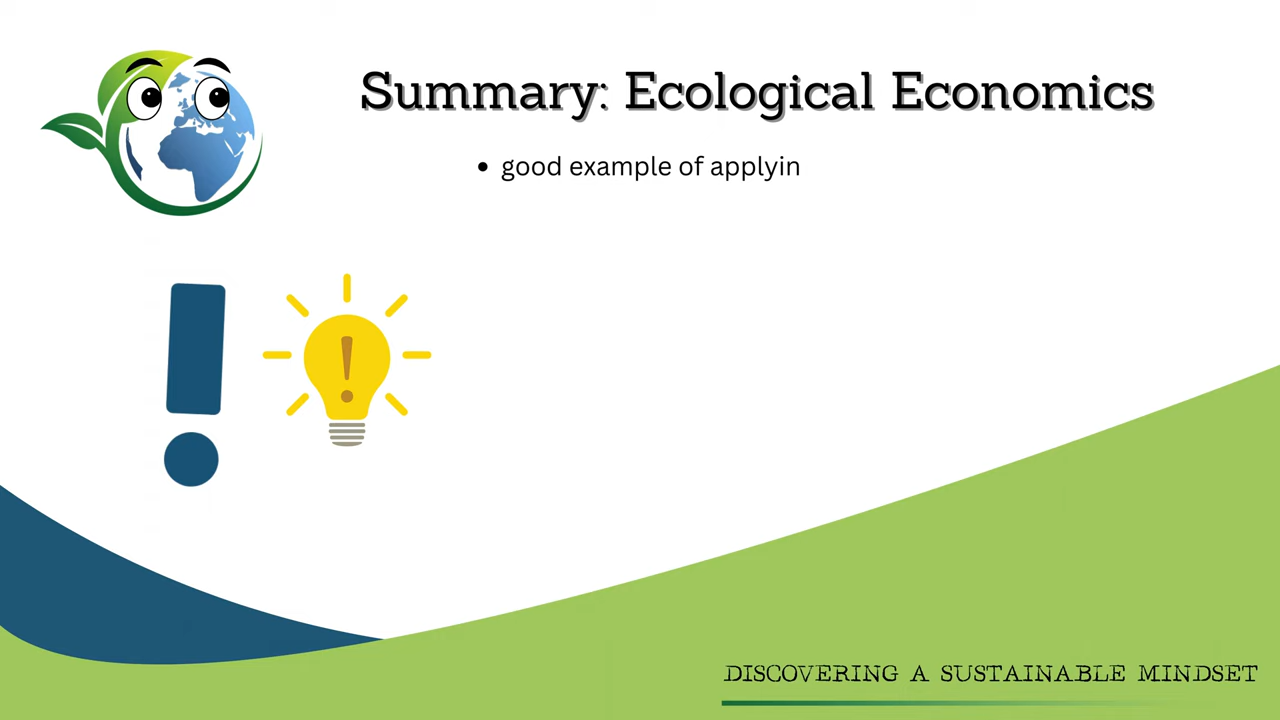 Summary: Ecological Economics
• good example of applyin
DISCOVERING A SUSTAINABLE MINDSET